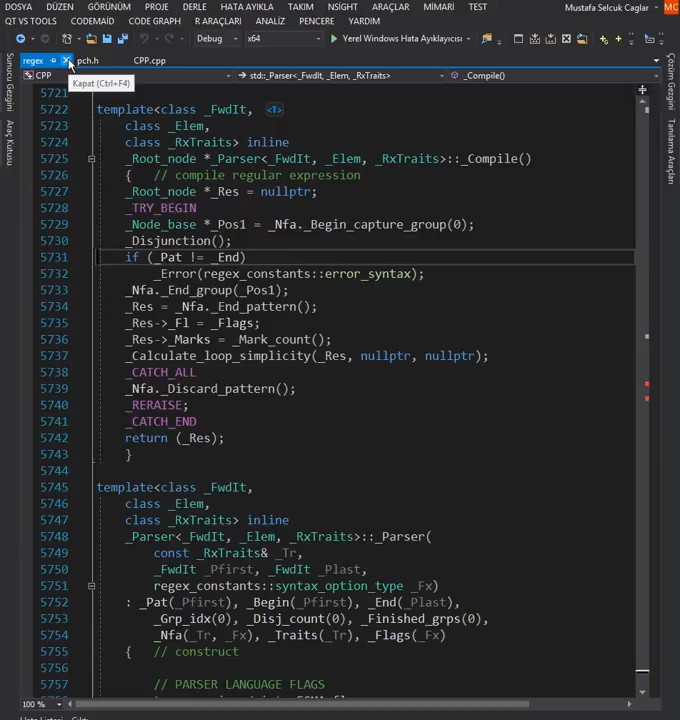 DOSYA DÜZEN GÖRÜNÜM PROJE DERLE HATA AYIKLA TAKIM NSIGHT ARAÇLAR MİMARİ TEST Mustafa Selcuk Caglar MC
QT VS TOOLS CODEMAID CODE GRAPH R ARAÇLARI ANALİZ PENCERE YARDIM
Debug x64 Yerel Windows Hata Ayıklayıcısı
regex pch.h CPP.cpp
CPP std::_Parser<_FwdIt, _Elem, _RxTraits> _Compile()
Kapat (Ctrl+F4)
Sunucu Gezgini
Araç Kutusu
Çözüm Gezgini
Tanılama Araçları
5721
5722 template<class _FwdIt, <T>
5723 class _Elem,
5724 class _RxTraits> inline
5725 _Root_node *_Parser<_FwdIt, _Elem, _RxTraits>::_Compile()
5726 { // compile regular expression
5727 _Root_node *_Res = nullptr;
5728 _TRY_BEGIN
5729 _Node_base *_Pos1 = _Nfa._Begin_capture_group(0);
5730 _Disjunction();
5731 if (_Pat != _End)
5732 _Error(regex_constants::error_syntax);
5733 _Nfa._End_group(_Pos1);
5734 _Res = _Nfa._End_pattern();
5735 _Res->_Fl = _Flags;
5736 _Res->_Marks = _Mark_count();
5737 _Calculate_loop_simplicity(_Res, nullptr, nullptr);
5738 _CATCH_ALL
5739 _Nfa._Discard_pattern();
5740 _RERAISE;
5741 _CATCH_END
5742 return (_Res);
5743 }
5744
5745 template<class _FwdIt,
5746 class _Elem,
5747 class _RxTraits> inline
5748 _Parser<_FwdIt, _Elem, _RxTraits>::_Parser(
5749 const _RxTraits& _Tr,
5750 _FwdIt _Pfirst, _FwdIt _Plast,
5751 regex_constants::syntax_option_type _Fx)
5752 : _Pat(_Pfirst), _Begin(_Pfirst), _End(_Plast),
5753 _Grp_idx(0), _Disj_count(0), _Finished_grps(0),
5754 _Nfa(_Tr, _Fx), _Traits(_Tr), _Flags(_Fx)
5755 { // construct
5756
5757 // PARSER LANGUAGE FLAGS
100 %